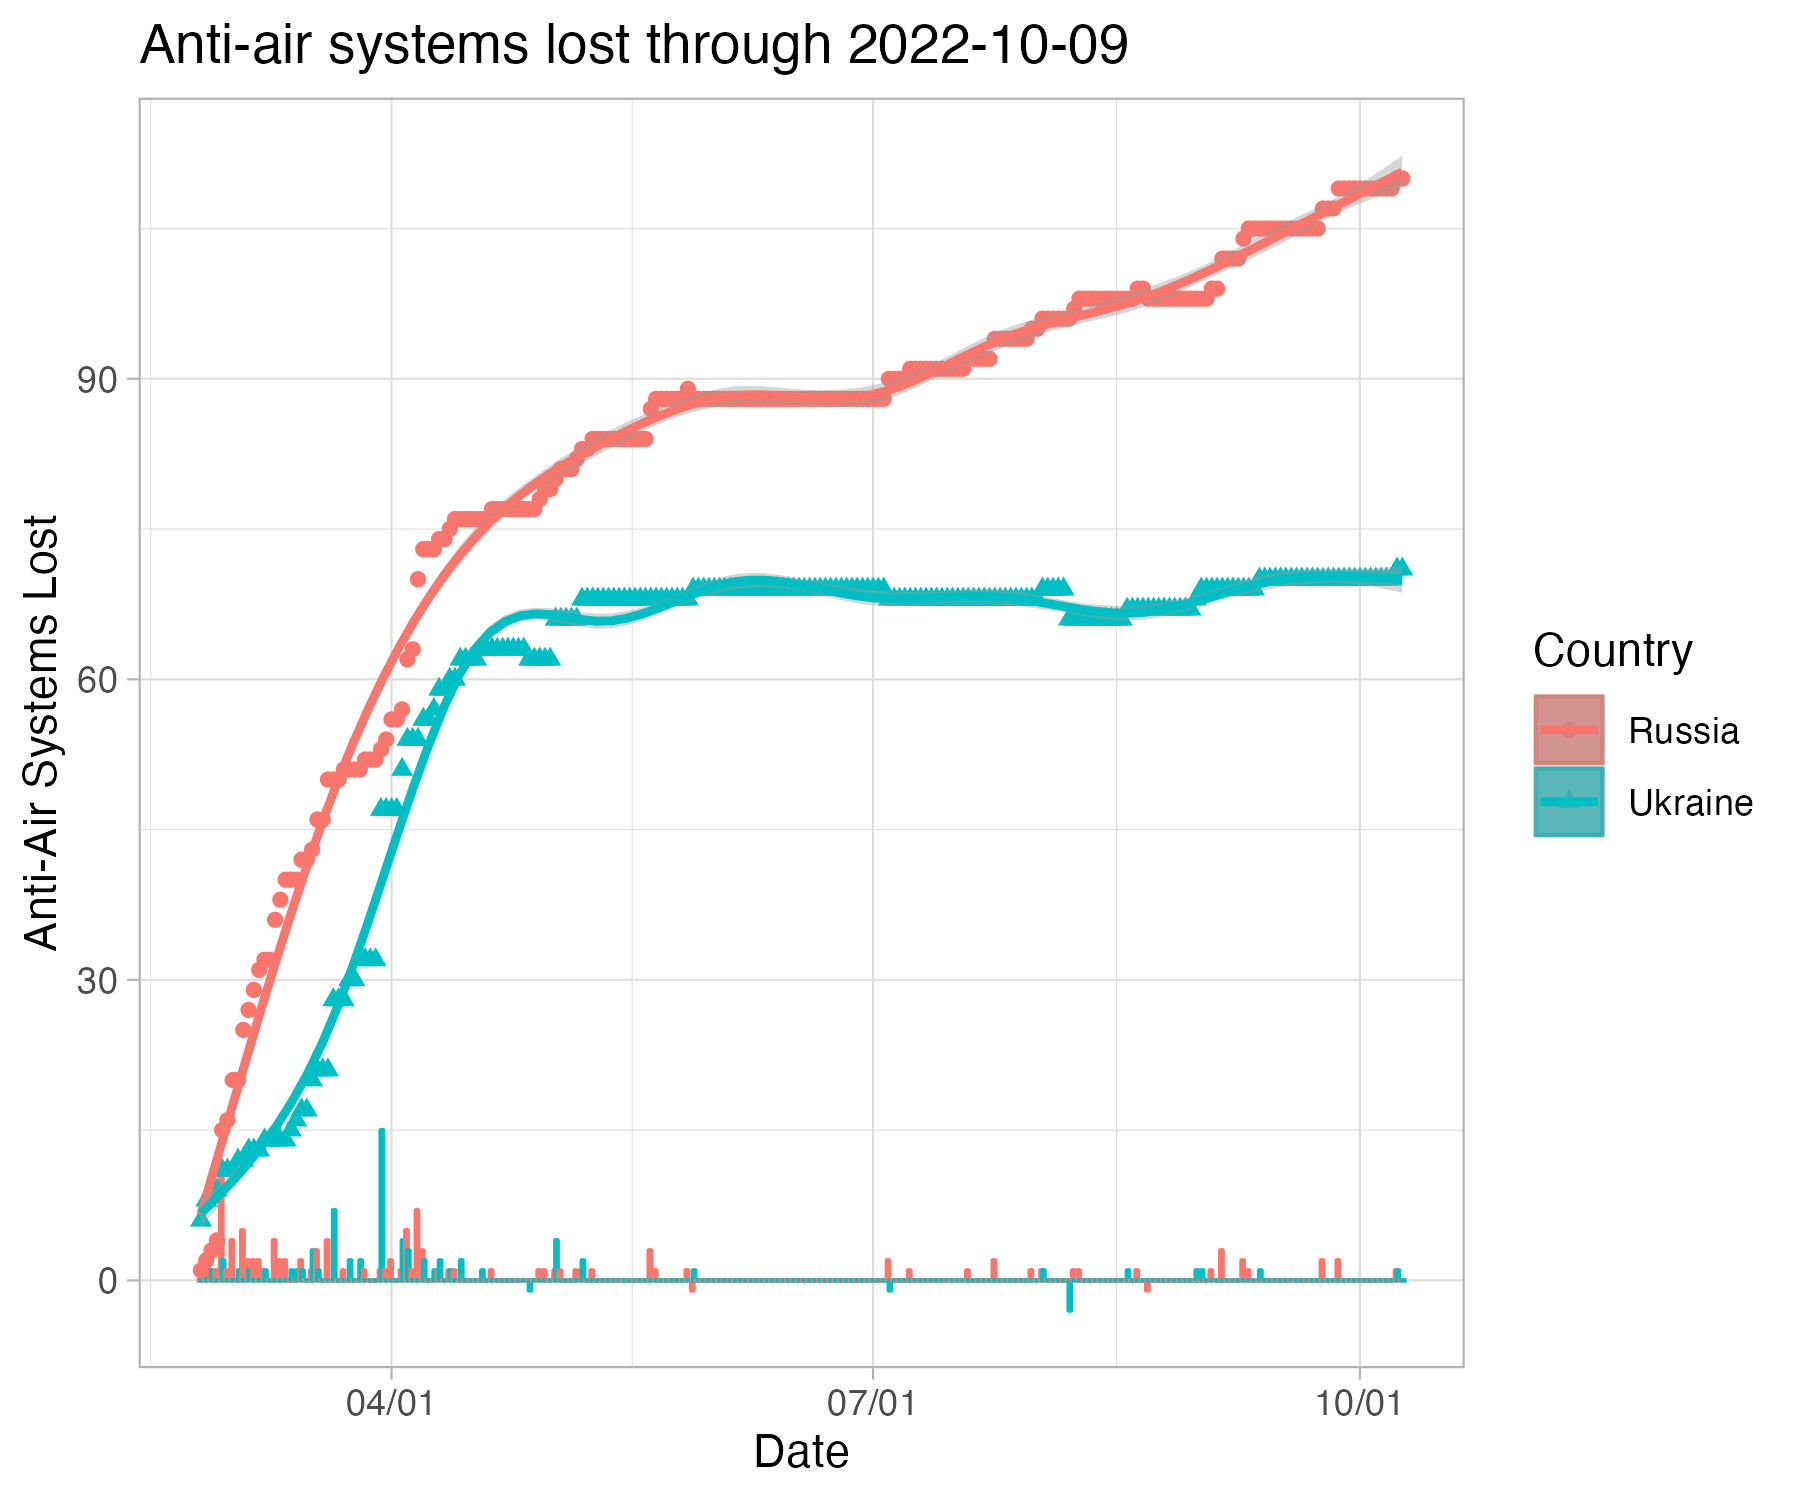 Anti-air systems lost through 2022-10-09
Anti-Air Systems Lost
90
60
30
0
04/01
07/01
10/01
Date
Country
Russia
Ukraine